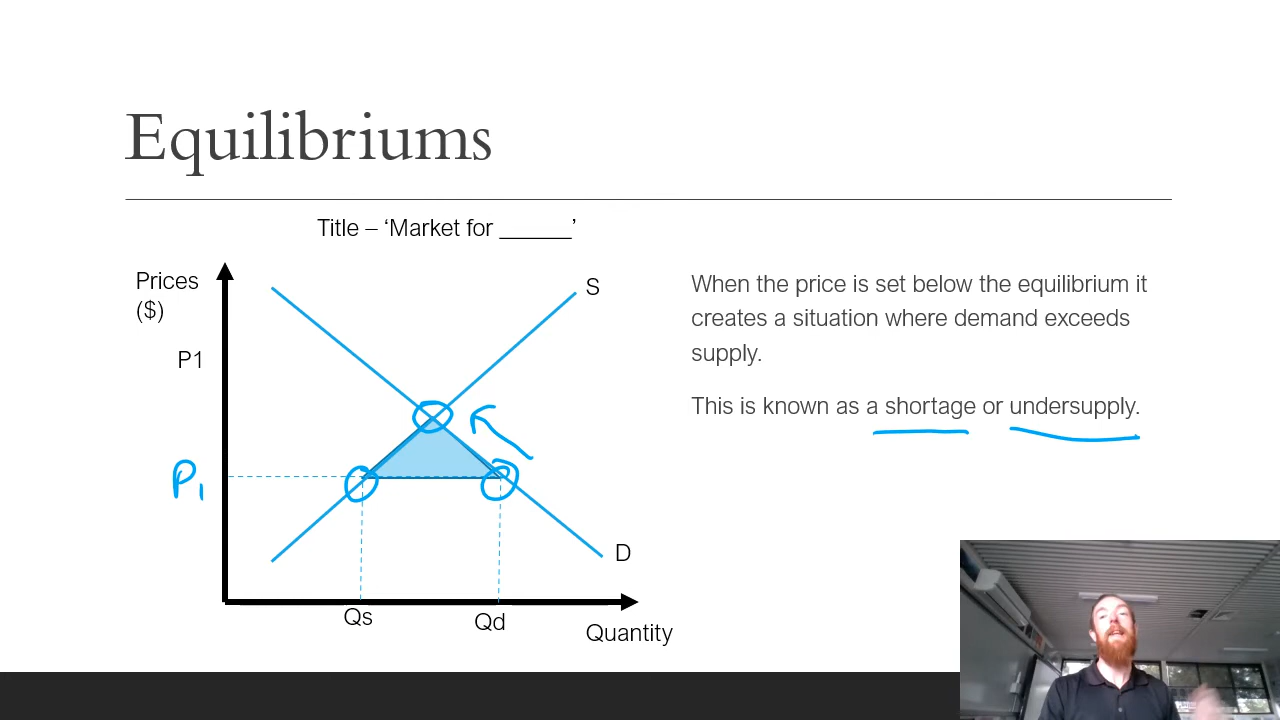 Equilibriums
Title – ‘Market for ______’
Prices
($)
P1
S
P1
D
Qs
Qd
Quantity
When the price is set below the equilibrium it
creates a situation where demand exceeds
supply.
This is known as a shortage or undersupply.